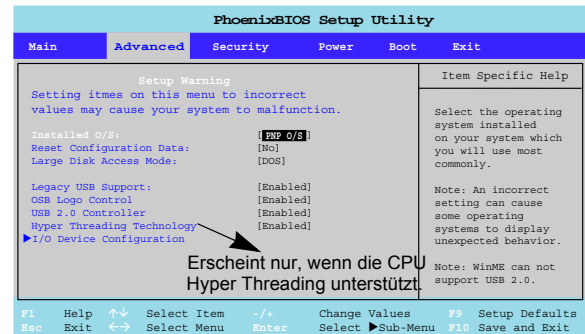 PhoenixBIOS Setup Utility
Main Advanced Security Power Boot Exit
Setup Warning
Setting itmes on this menu to incorrect
values may cause your system to malfunction.
Installed O/S: [ PNP O/S ]
Reset Configuration Data: [No]
Large Disk Access Mode: [DOS]
Legacy USB Support: [Enabled]
OSB Logo Control [Enabled]
USB 2.0 Controller [Enabled]
Hyper Threading Technology [Enabled]
▶I/O Device Configuration
Erscheint nur, wenn die CPU
Hyper Threading unterstützt.
Item Specific Help
Select the operating
system installed
on your system which
you will use most
commonly.
Note: An incorrect
setting can cause
some operating
systems to display
unexpected behavior.
Note: WinME can not
support USB 2.0.
F1 Help ↑↓ Select Item -/+ Change Values F9 Setup Defaults
Esc Exit ←→ Select Menu Enter Select ▶Sub-Menu F10 Save and Exit